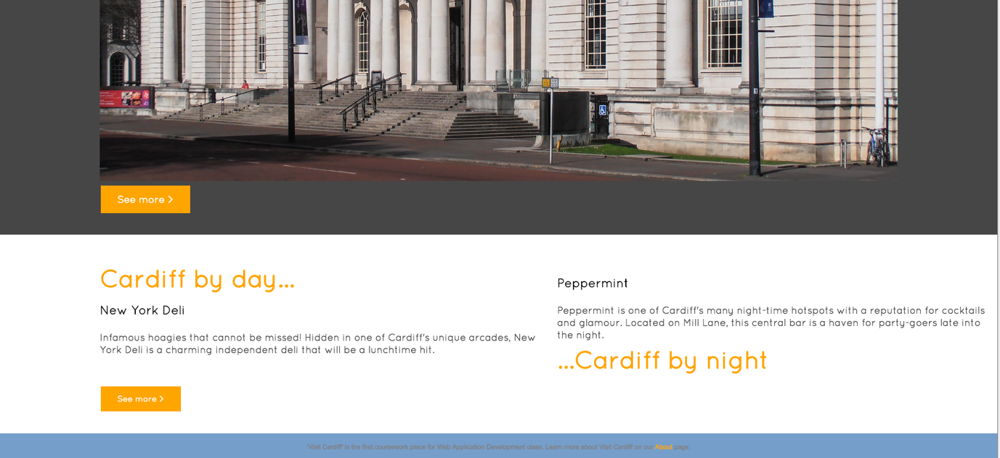 See more >
Cardiff by day...
New York Deli
Infamous hoagies that cannot be missed! Hidden in one of Cardiff's unique arcades, New
York Deli is a charming independent deli that will be a lunchtime hit.
See more >
Peppermint
Peppermint is one of Cardiff's many night-time hotspots with a reputation for cocktails
and glamour. Located on Mill Lane, this central bar is a haven for party-goers late into
the night.
...Cardiff by night
'Visit Cardiff' is the first coursework piece for Web Application Development class. Learn more about Visit Cardiff on our About page.